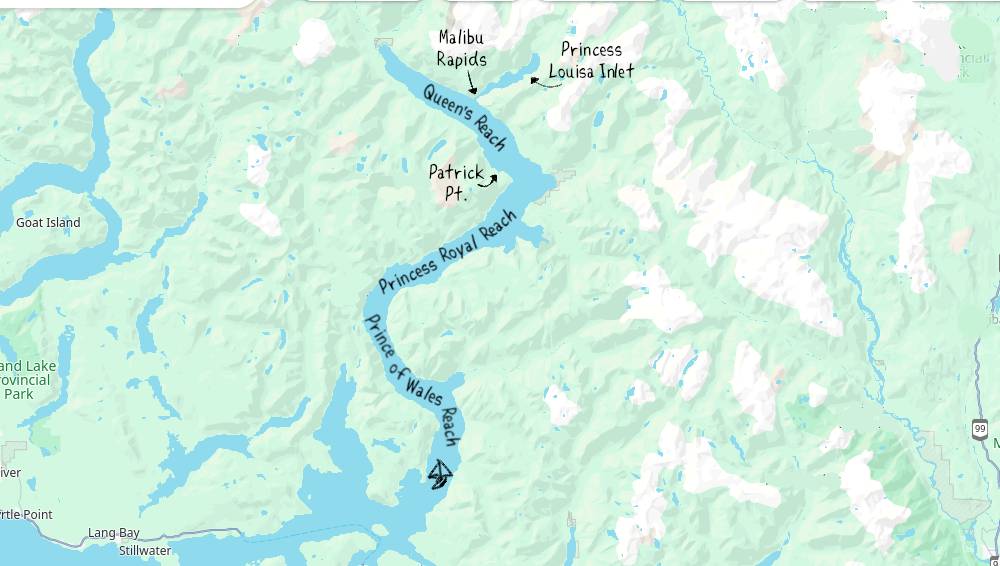 Malibu
Rapids
Princess
Louisa Inlet
Queen's Reach
Patrick
Pt.
Goat Island
Princess Royal Reach
Prince of Wales Reach
and Lake
rovincial
Park
99
M
iver
rtle Point
Lang Bay
Stillwater